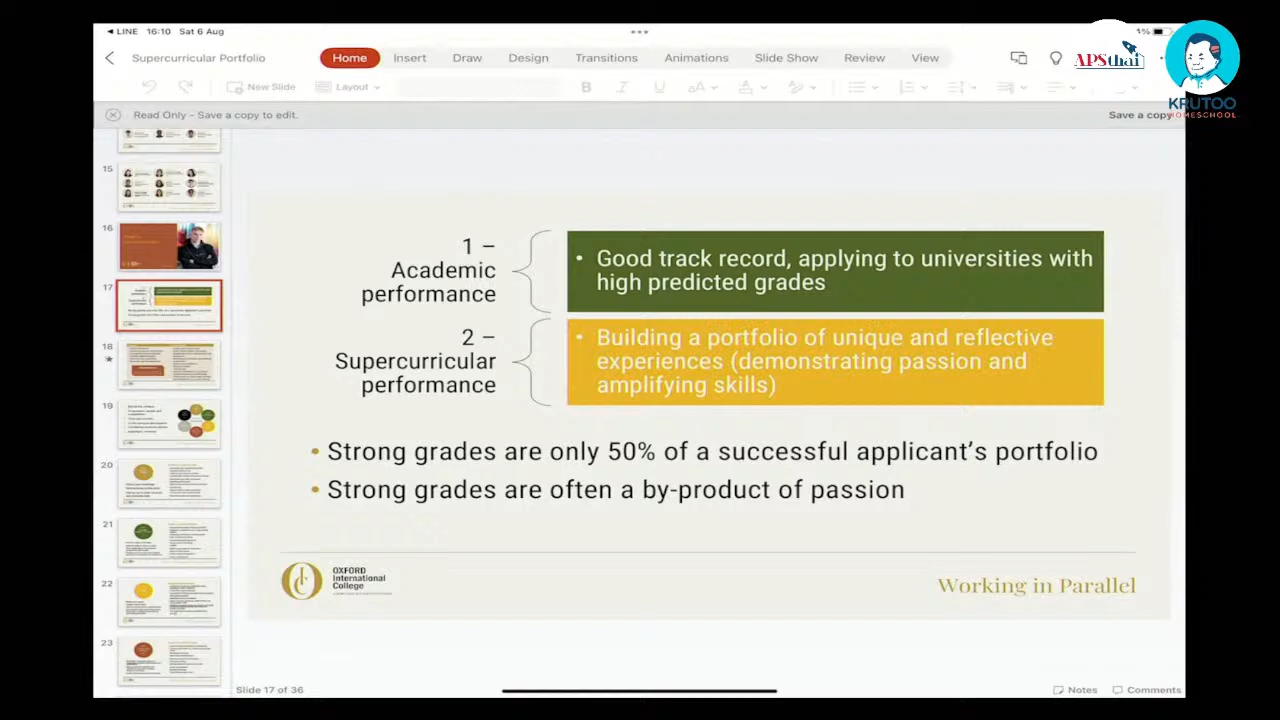 LINE 16:10 Sat 6 Aug
1%
Supercurricular Portfolio
Home Insert Draw Design Transitions Animations Slide Show Review View
APSthai
KRUTOO
HOMESCHOOL
New Slide Layout
Read Only - Save a copy to edit.
Save a copy
15
16
17
18
19
20
21
22
23
1 –
Academic
performance
• Good track record, applying to universities with
high predicted grades
2 –
Supercurricular
performance
• Building a portfolio of unique and reflective
experiences (demonstrating passion and
amplifying skills)
• Strong grades are only 50% of a successful applicant's portfolio
• Strong grades are often a by-product of passion
OXFORD
International
College
Working in Parallel
Slide 17 of 36
Notes
Comments